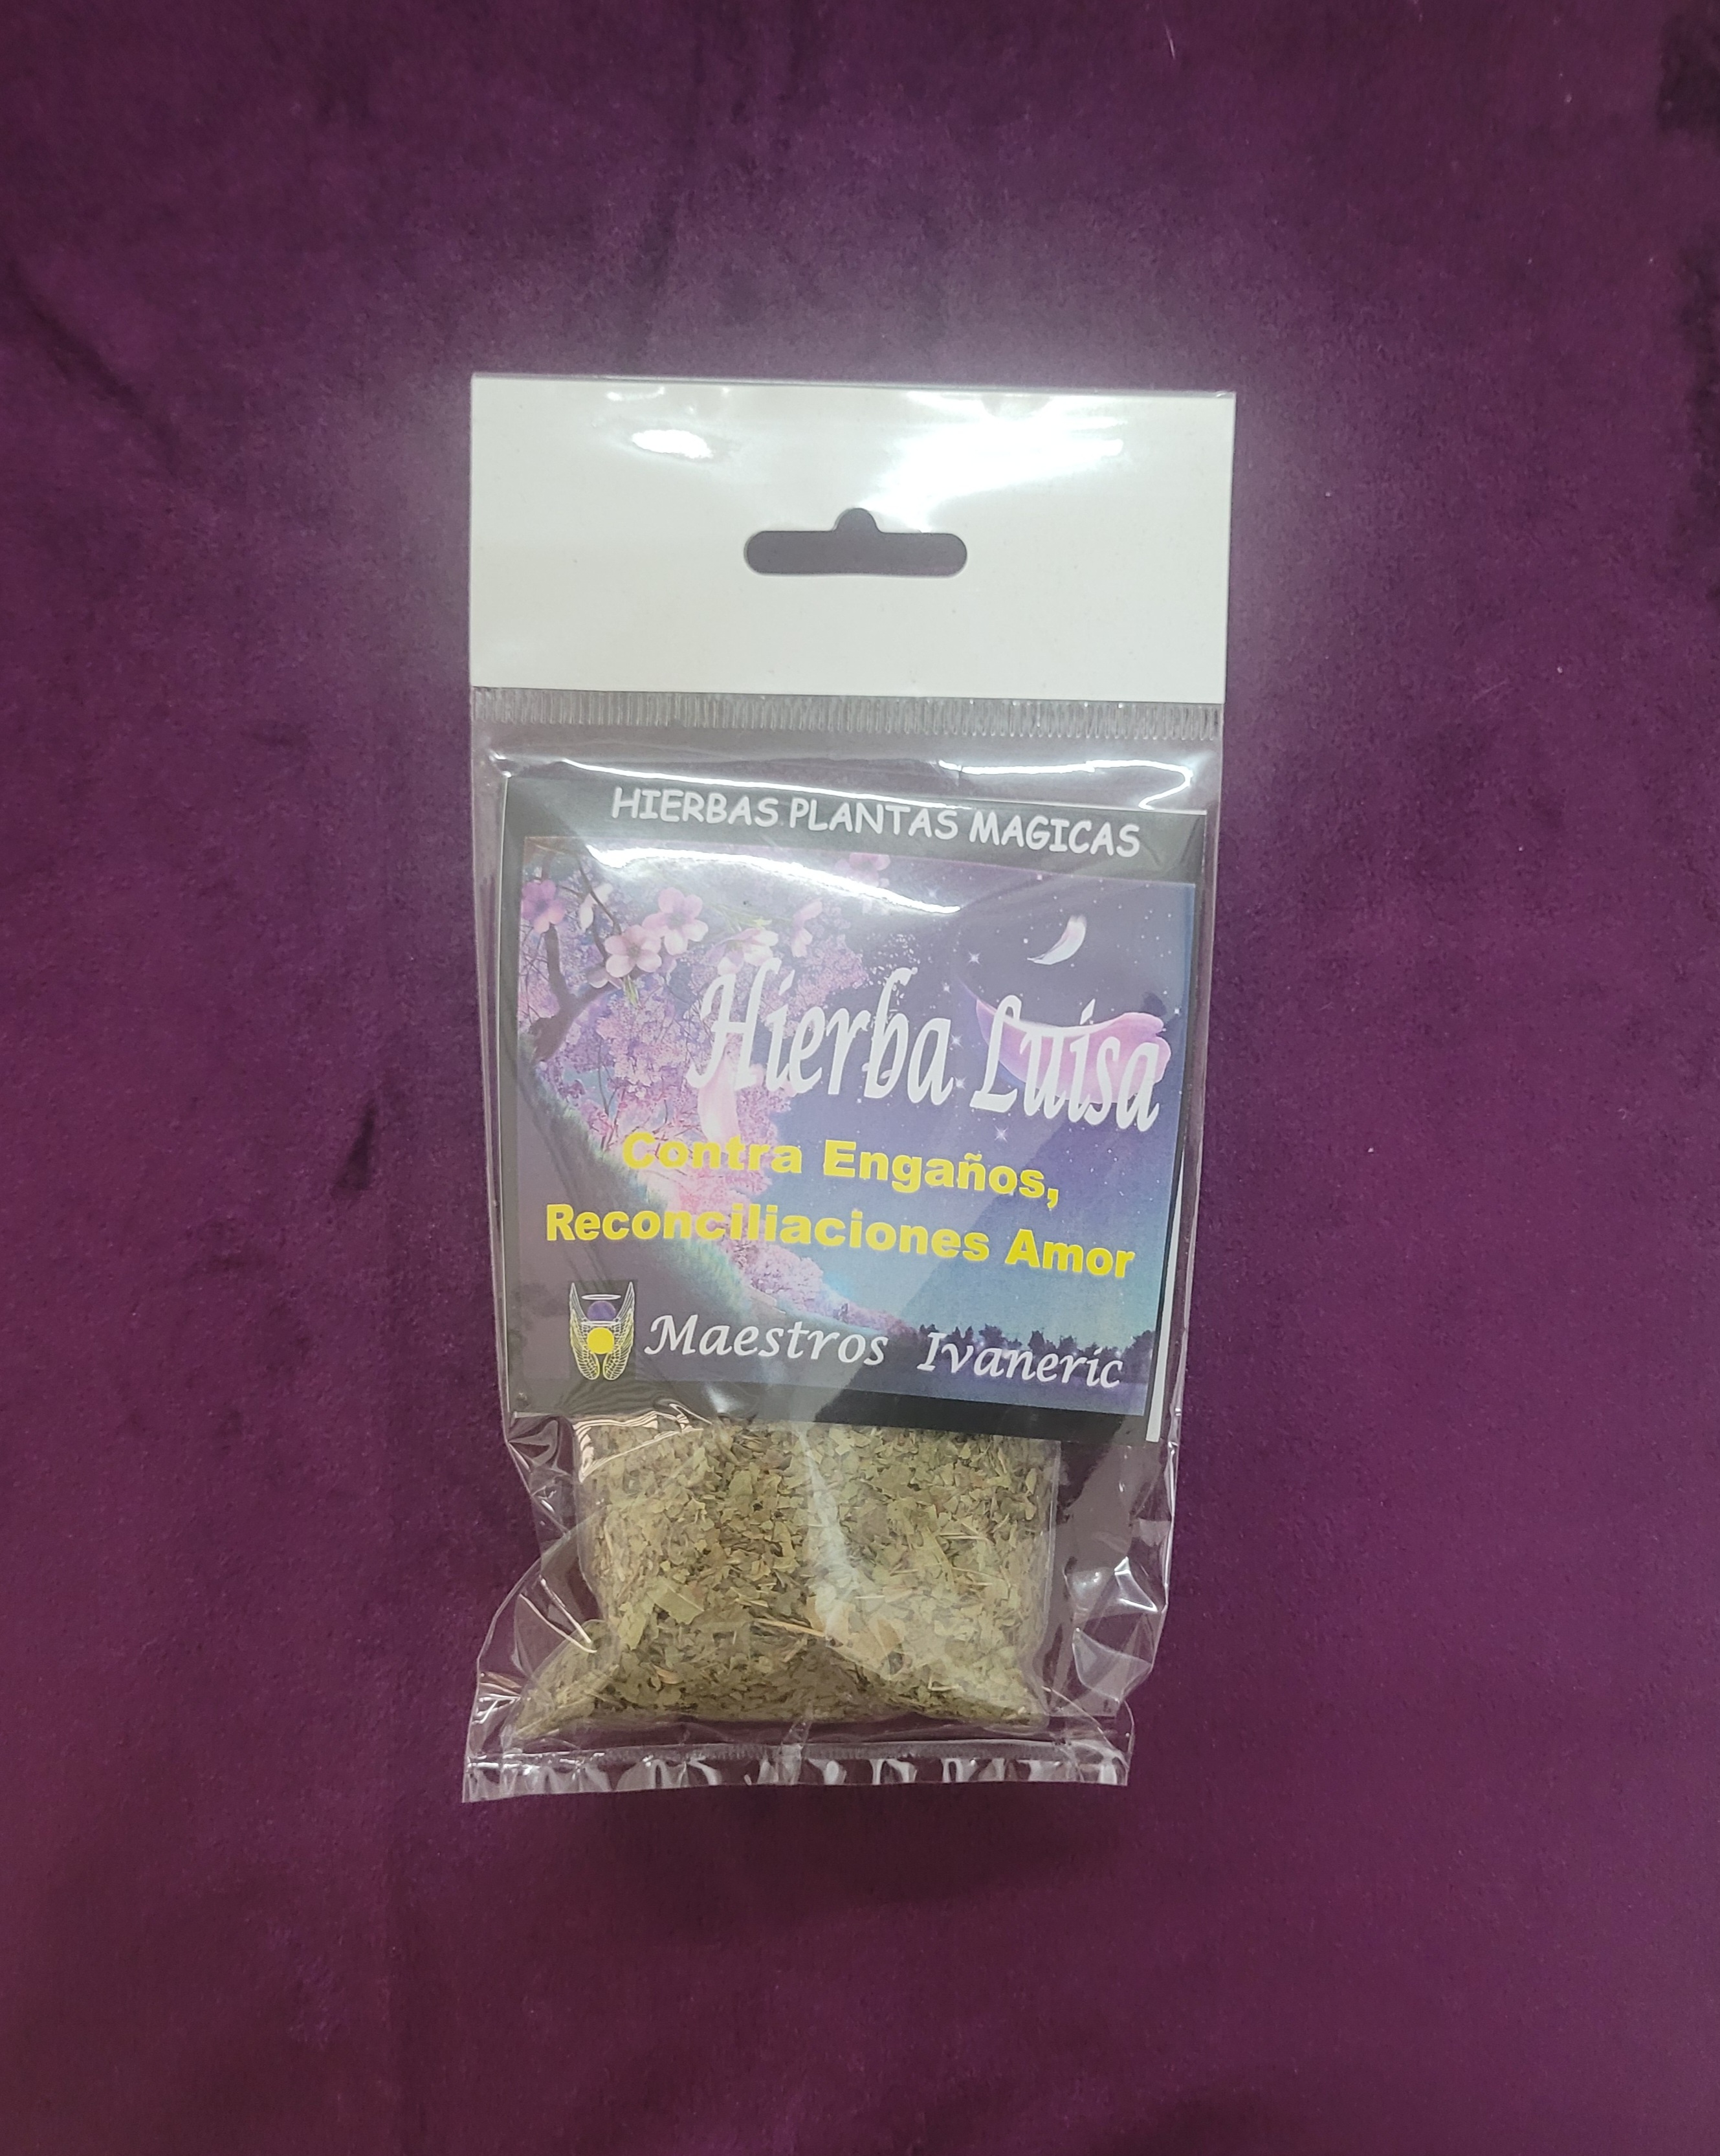 HIERBAS PLANTAS MAGICAS
Hierba Luisa
Contra Engaños,
Reconciliaciones Amor
Maestros Ivaneric